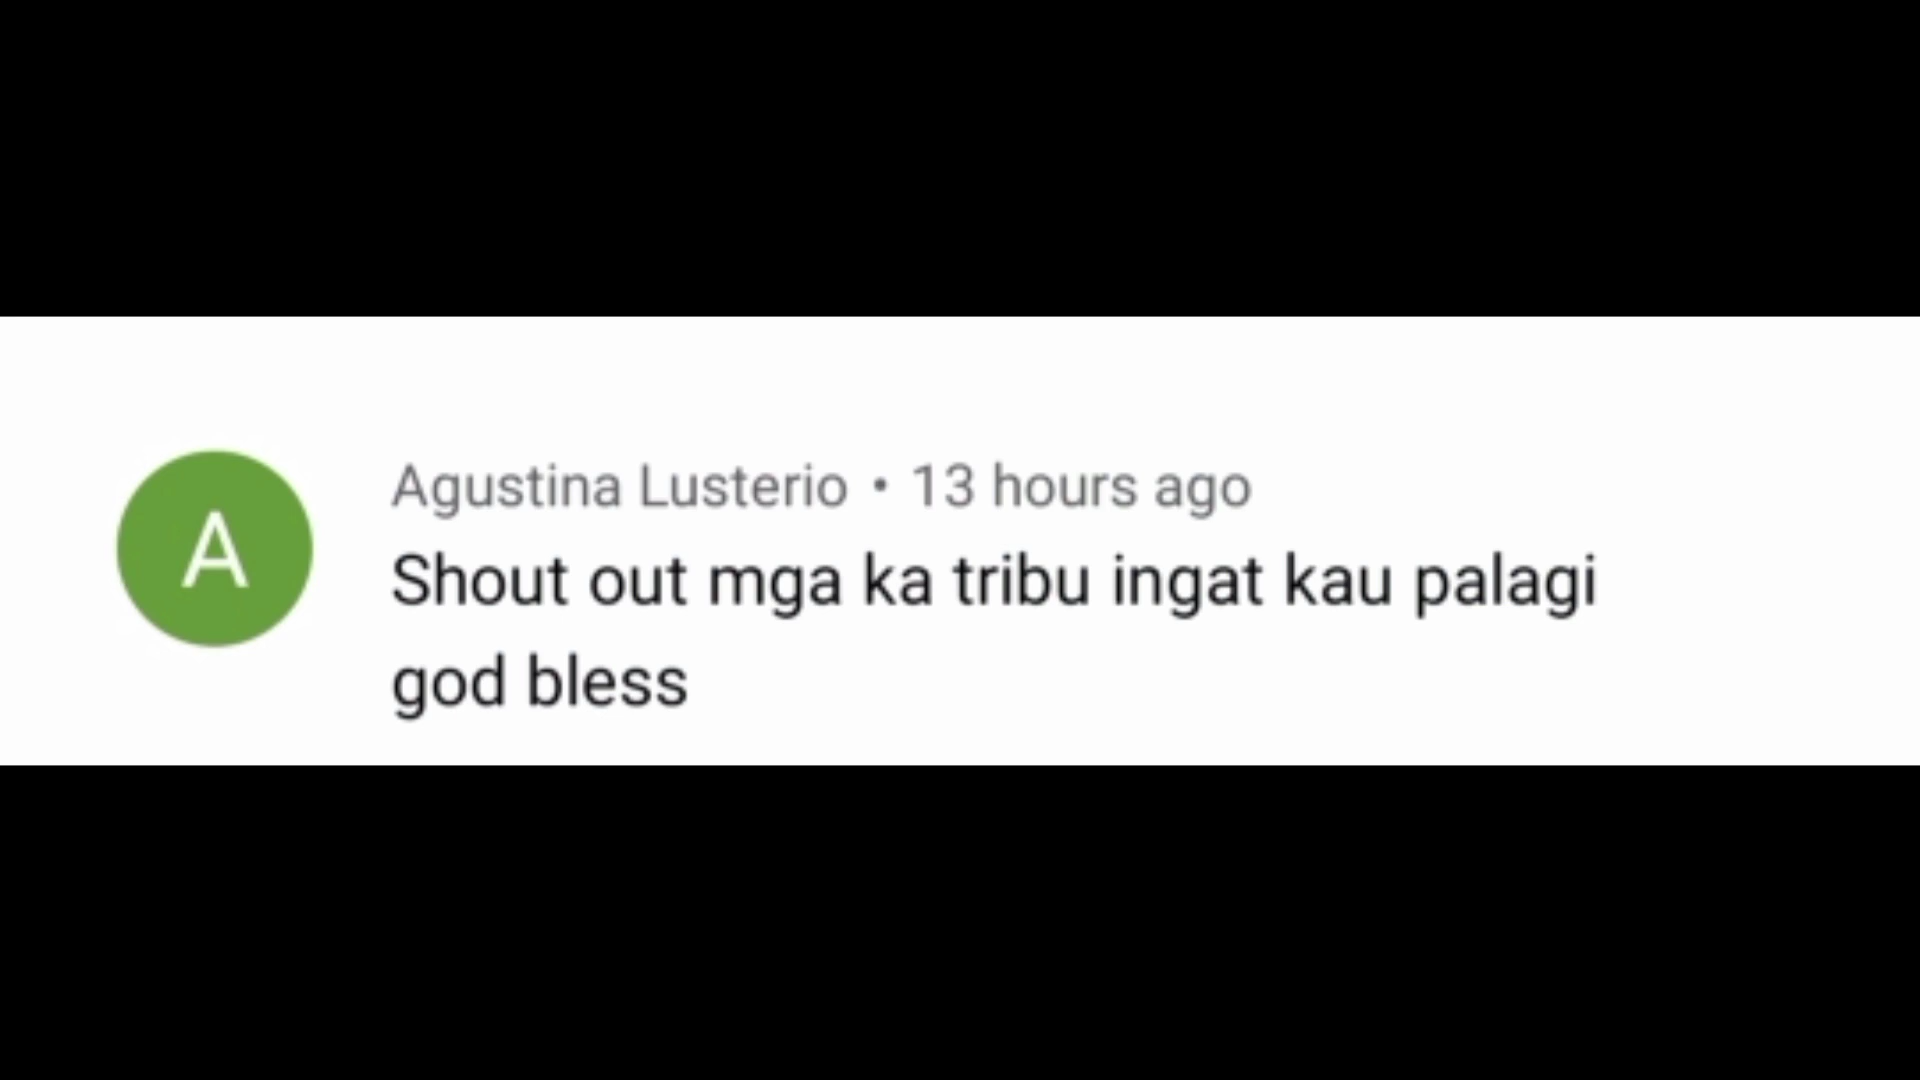 A
Agustina Lusterio • 13 hours ago
Shout out mga ka tribu ingat kau palagi
god bless